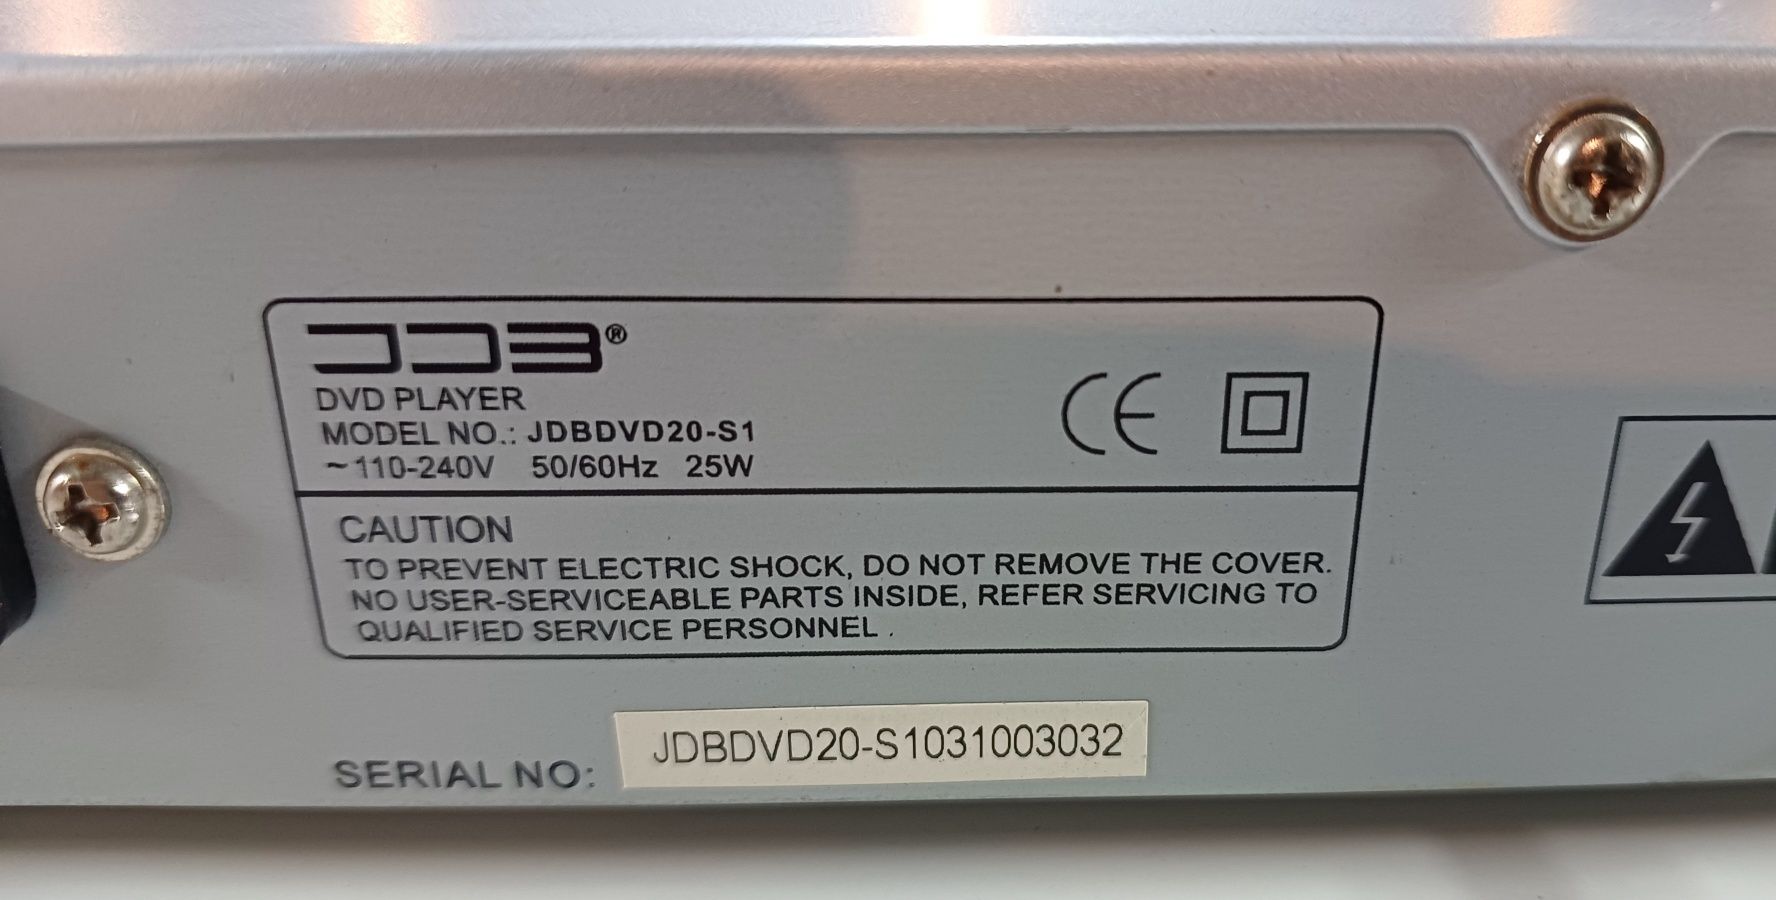 JDB®
DVD PLAYER
MODEL NO.: JDBDVD20-S1
~110-240V 50/60Hz 25W
CE
CAUTION
TO PREVENT ELECTRIC SHOCK, DO NOT REMOVE THE COVER.
NO USER-SERVICEABLE PARTS INSIDE, REFER SERVICING TO
QUALIFIED SERVICE PERSONNEL .
SERIAL NO: JDBDVD20-S1031003032